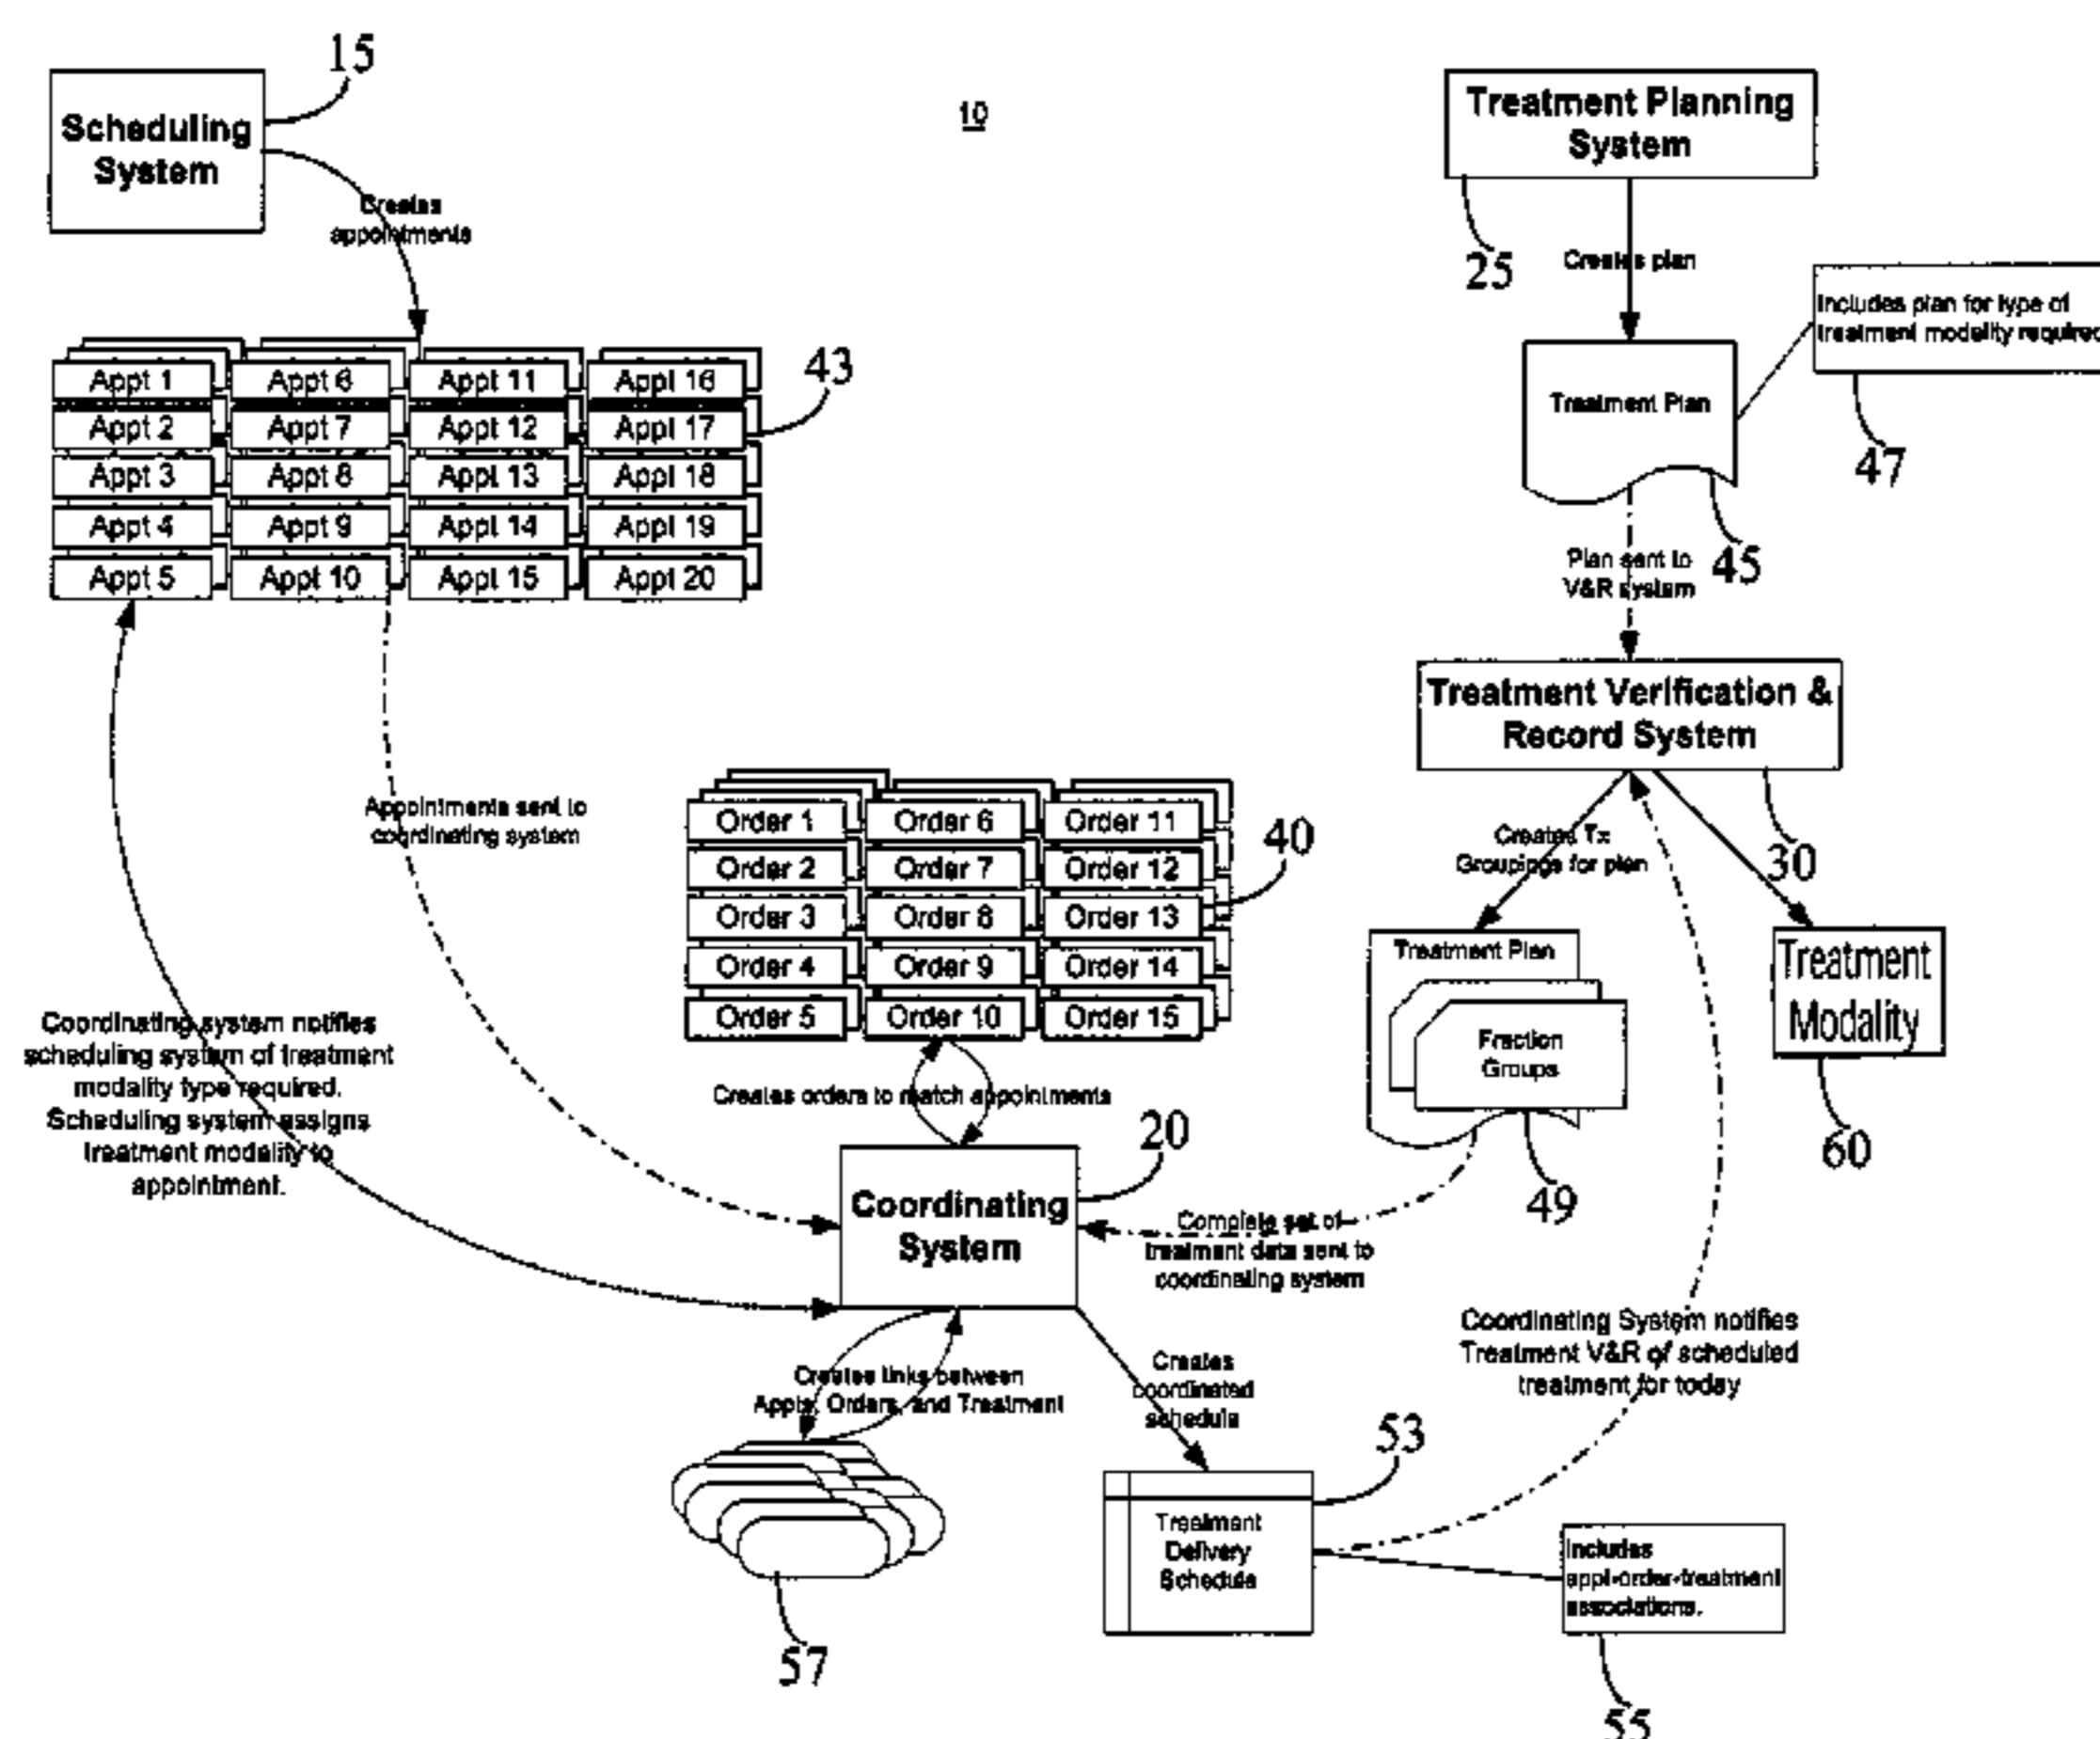 15
Scheduling
System
10
Treatment Planning
System
Creates
appointments
25
Creates plan
Includes plan for type of
treatment modality required
Treatment Plan
47
45
Appt 1 Appt 6 Appt 11 Appt 16
43
Appt 2 Appt 7 Appt 12 Appt 17
Appt 3 Appt 8 Appt 13 Appt 18
Appt 4 Appt 9 Appt 14 Appt 19
Appt 5 Appt 10 Appt 15 Appt 20
Plan sent to
V&R system
Treatment Verification &
Record System
30
Appointments sent to
coordinating system
Order 1 Order 6 Order 11
40
Order 2 Order 7 Order 12
Order 3 Order 8 Order 13
Order 4 Order 9 Order 14
Order 5 Order 10 Order 15
Creates Tx
Groupings for plan
Treatment Plan
Fraction
Groups
49
Treatment
Modality
60
Coordinating system notifies
scheduling system of treatment
modality type required.
Scheduling system assigns
treatment modality to
appointment.
Creates orders to match appointments
20
Coordinating
System
Complete set of
treatment data sent to
coordinating system
Creates links between
Appts, Orders, and Treatment
57
Creates
coordinated
schedule
53
Treatment
Delivery
Schedule
Coordinating System notifies
Treatment V&R of scheduled
treatment for today
Includes
appt-order-treatment
associations.
55